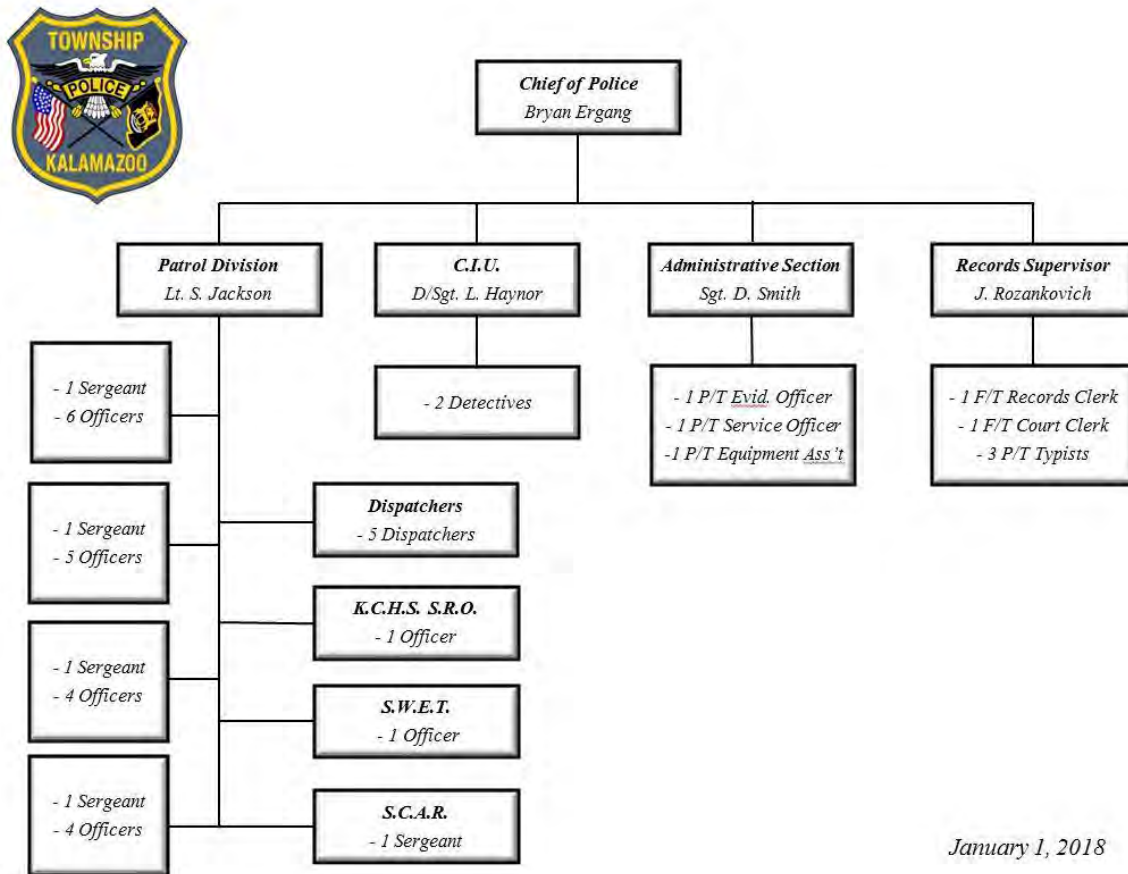 TOWNSHIP
POLICE
KALAMAZOO
Chief of Police
Bryan Ergang
Patrol Division
Lt. S. Jackson
C.I.U.
D/Sgt. L. Haynor
Administrative Section
Sgt. D. Smith
Records Supervisor
J. Rozankovich
- 1 Sergeant
- 6 Officers
- 2 Detectives
- 1 P/T Evid. Officer
- 1 P/T Service Officer
-1 P/T Equipment Ass't
- 1 F/T Records Clerk
- 1 F/T Court Clerk
- 3 P/T Typists
- 1 Sergeant
- 5 Officers
Dispatchers
- 5 Dispatchers
K.C.H.S. S.R.O.
- 1 Officer
- 1 Sergeant
- 4 Officers
S.W.E.T.
- 1 Officer
- 1 Sergeant
- 4 Officers
S.C.A.R.
- 1 Sergeant
January 1, 2018